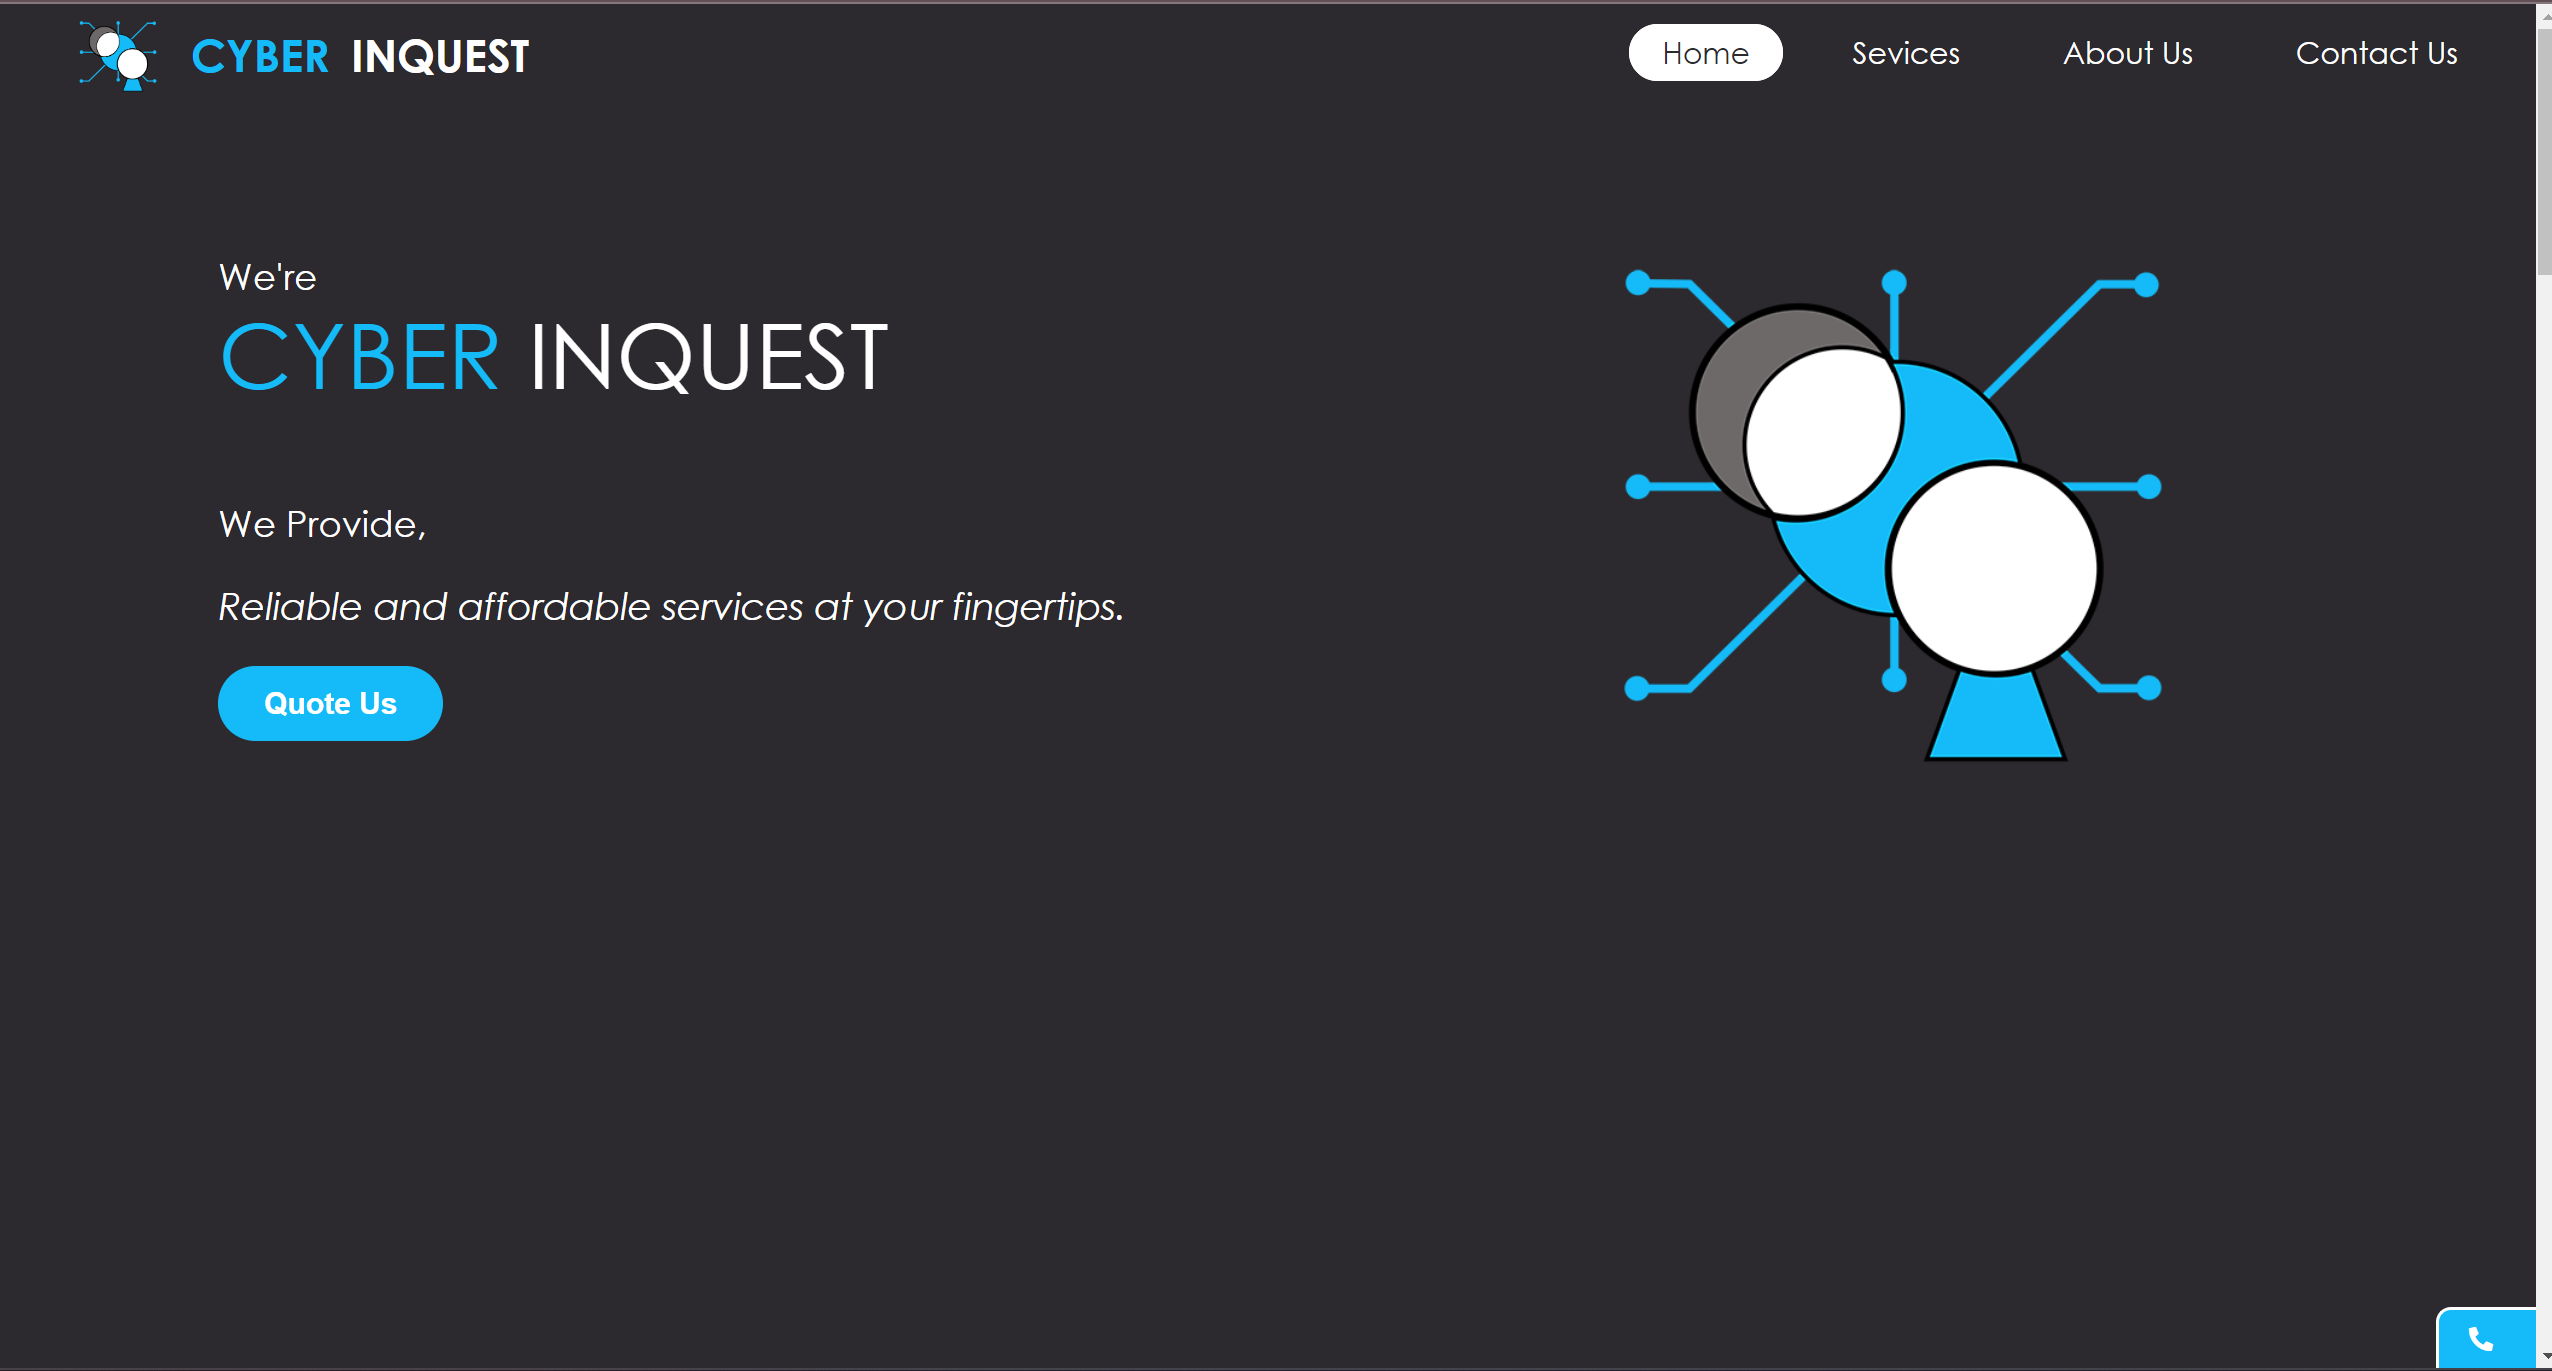 CYBER INQUEST
Home Sevices About Us Contact Us
We're
CYBER INQUEST
We Provide,
Reliable and affordable services at your fingertips.
Quote Us